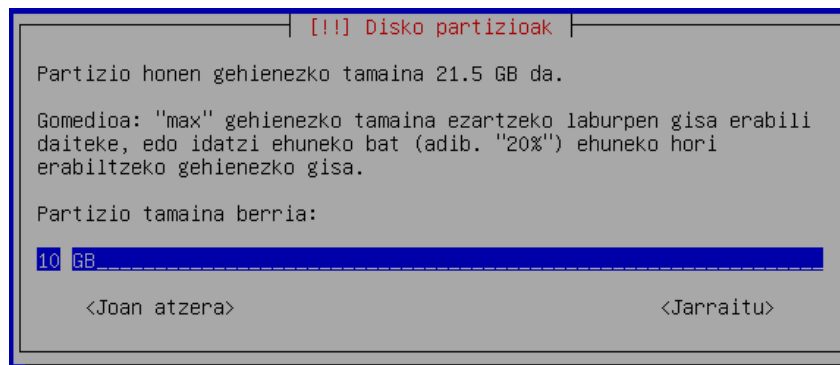 [!!] Disko partizioak
Partizio honen gehienezko tamaina 21.5 GB da.
Gomedioa: "max" gehienezko tamaina ezartzeko laburpen gisa erabili
daiteke, edo idatzi ehuneko bat (adib. "20%") ehuneko hori
erabiltzeko gehienezko gisa.
Partizio tamaina berria:
10 GB
<Joan atzera> <Jarraitu>